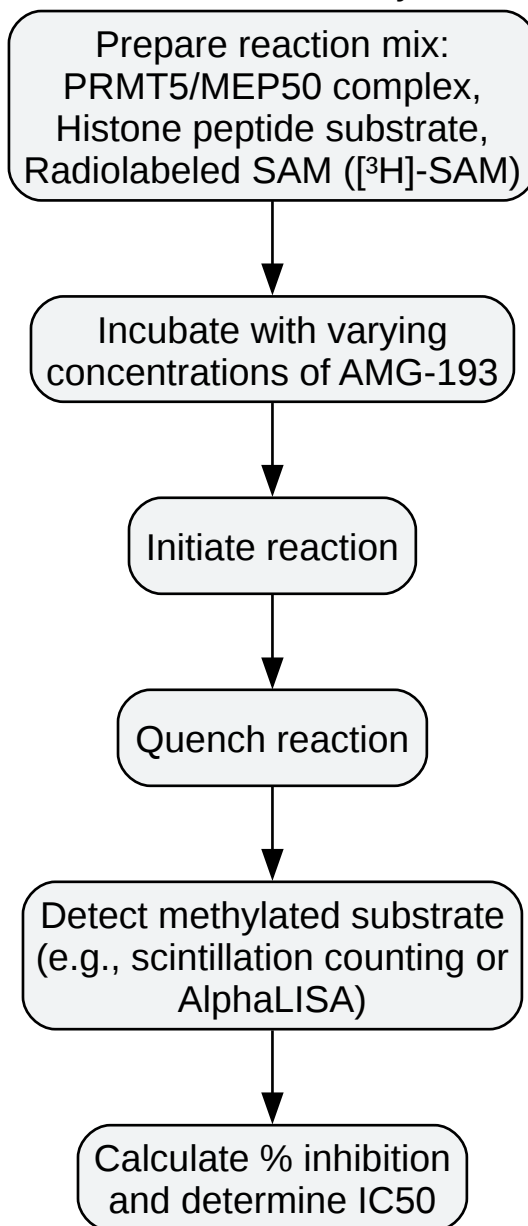 Prepare reaction mix:
PRMT5/MEP50 complex,
Histone peptide substrate,
Radiolabeled SAM ([³H]-SAM)
Incubate with varying
concentrations of AMG-193
Initiate reaction
Quench reaction
Detect methylated substrate
(e.g., scintillation counting or
AlphaLISA)
Calculate % inhibition
and determine IC50